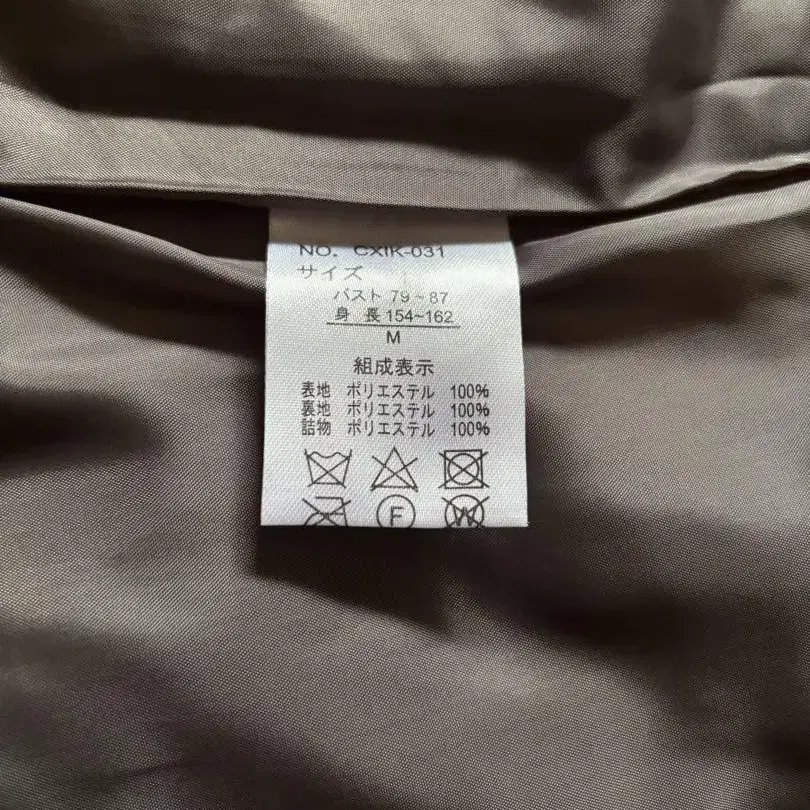 NO. CXIK-031
サイズ
バスト 79~87
身 長 154~162
M
組成表示
表地 ポリエステル 100%
裏地 ポリエステル 100%
詰物 ポリエステル 100%
F W